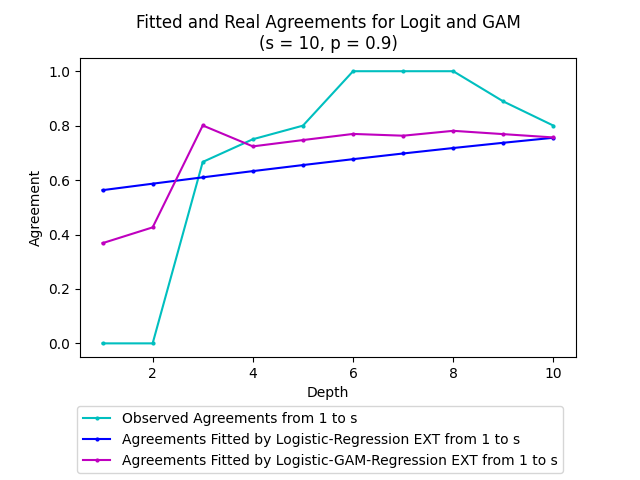 Fitted and Real Agreements for Logit and GAM
(s = 10, p = 0.9)
1.0
0.8
0.6
0.4
0.2
0.0
Agreement
2 4 6 8 10
Depth
Observed Agreements from 1 to s
Agreements Fitted by Logistic-Regression EXT from 1 to s
Agreements Fitted by Logistic-GAM-Regression EXT from 1 to s